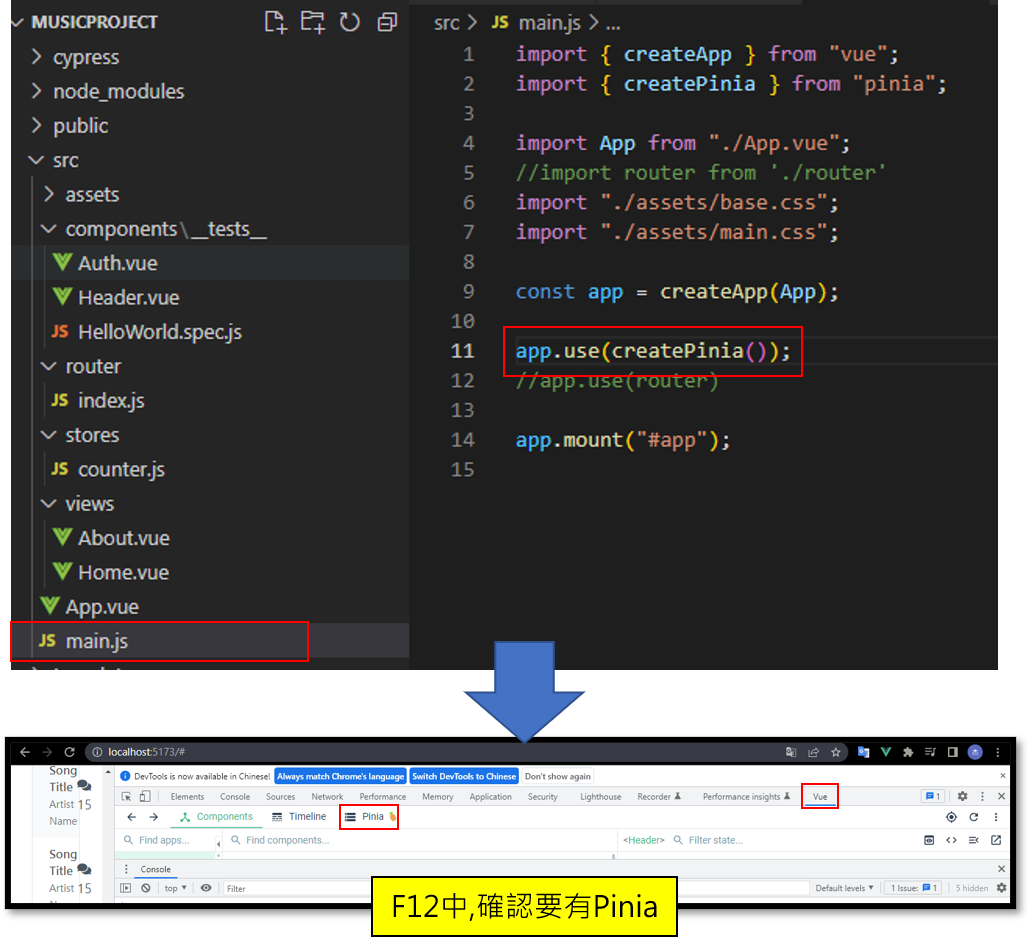 MUSICPROJECT
cypress
node_modules
public
src
assets
components\__tests__
Auth.vue
Header.vue
JS HelloWorld.spec.js
router
JS index.js
stores
JS counter.js
views
About.vue
Home.vue
App.vue
JS main.js
src > JS main.js > ...
1 import { createApp } from "vue";
2 import { createPinia } from "pinia";
3
4 import App from "./App.vue";
5 //import router from './router'
6 import "./assets/base.css";
7 import "./assets/main.css";
8
9 const app = createApp(App);
10
11 app.use(createPinia());
12 //app.use(router)
13
14 app.mount("#app");
15
localhost:5173/#
Song
Title
Artist 15
Name
Song
Title
Artist 15
DevTools is now available in Chinese! Always match Chrome's language Switch DevTools to Chinese Don't show again
Elements Console Sources Network Performance Memory Application Security Lighthouse Recorder Performance insights Vue 1
Components Timeline Pinia
Find apps... Find components... <Header> Filter state...
Console
top Filter Default levels 1 Issue: 1 5 hidden
F12中,確認要有Pinia